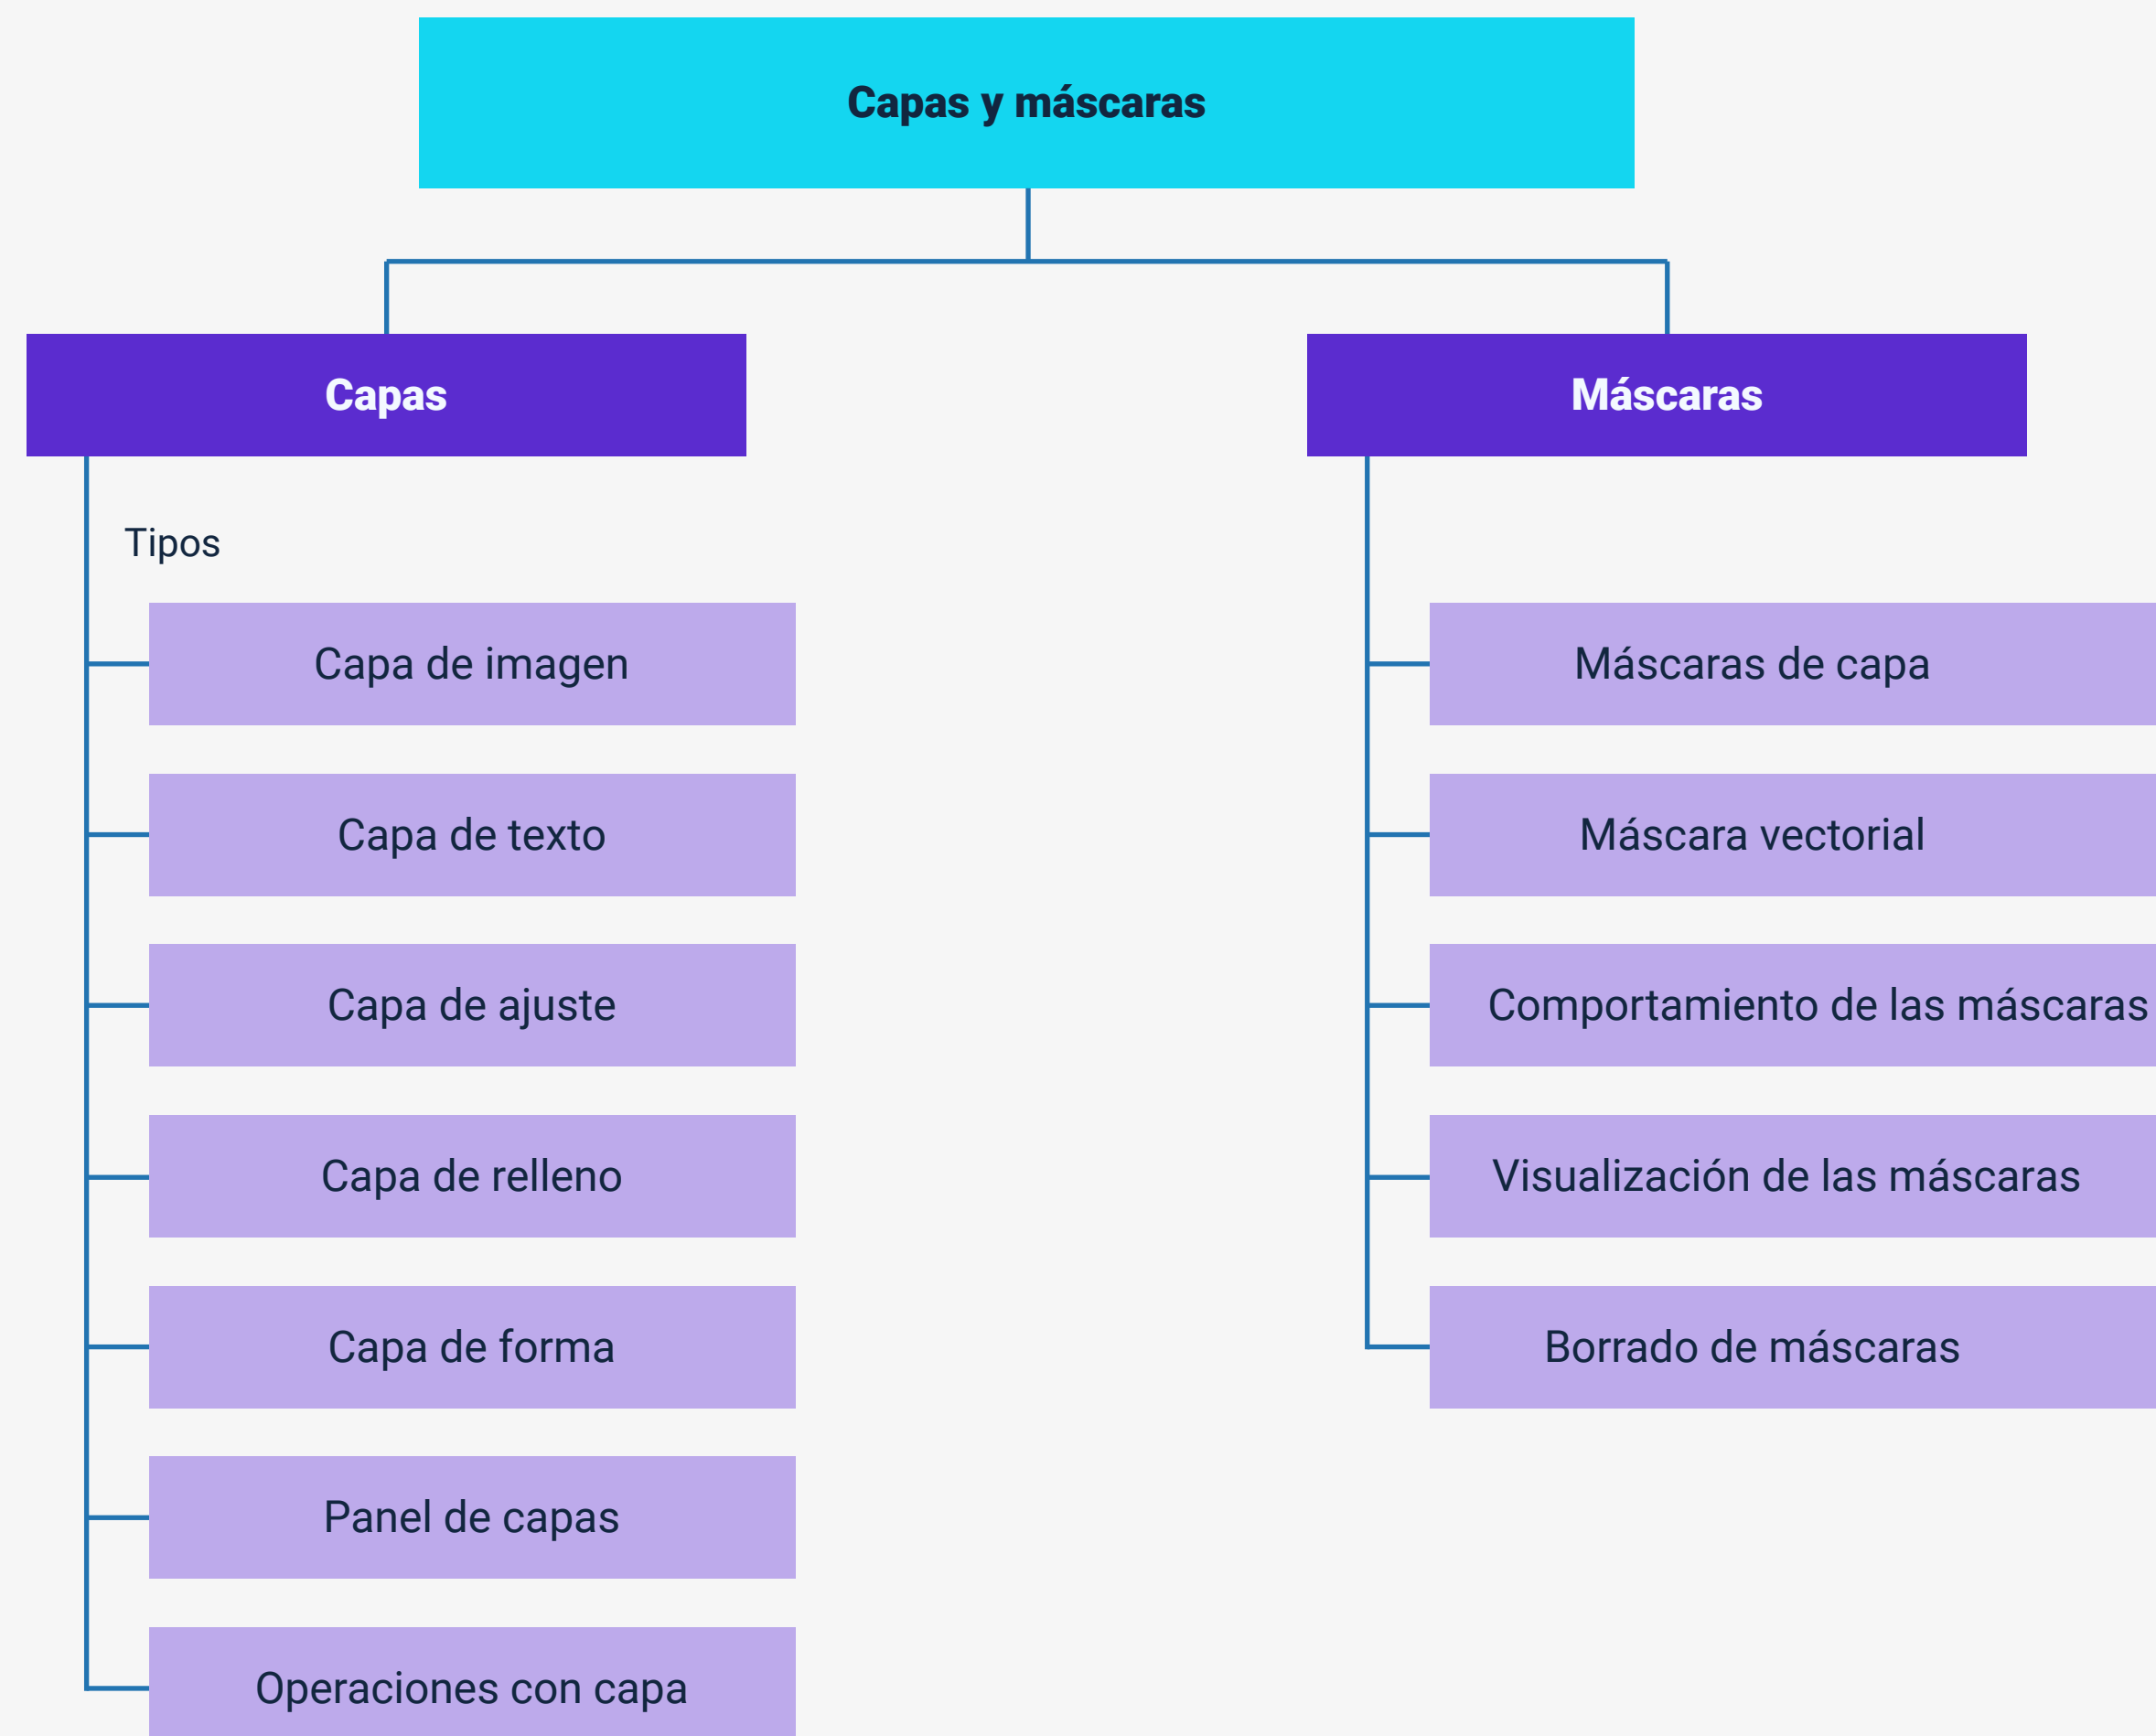 Capas y máscaras
Capas
Tipos
Capa de imagen
Capa de texto
Capa de ajuste
Capa de relleno
Capa de forma
Panel de capas
Operaciones con capa
Máscaras
Máscaras de capa
Máscara vectorial
Comportamiento de las máscaras
Visualización de las máscaras
Borrado de máscaras